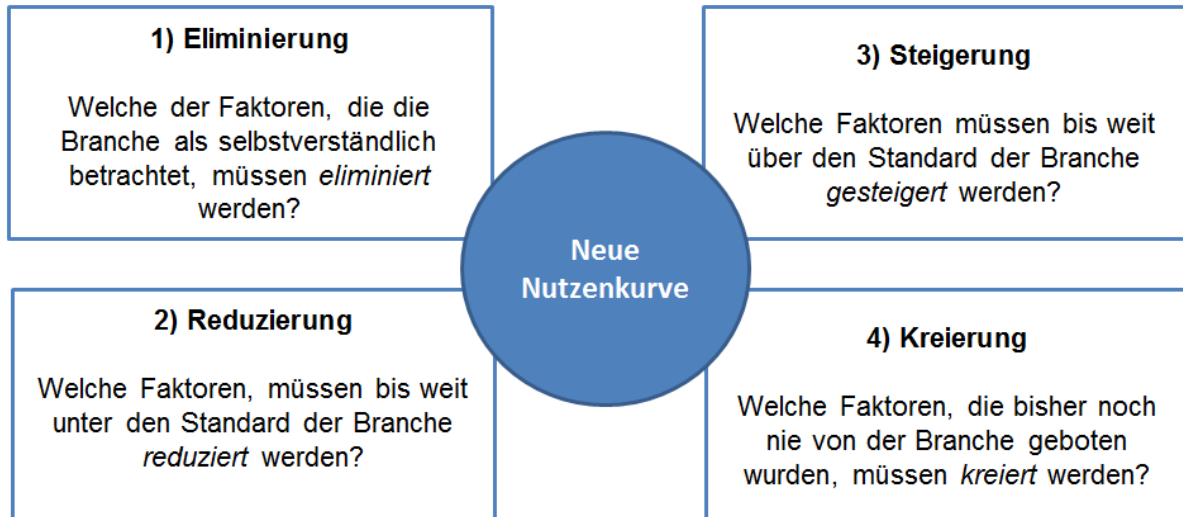 1) Eliminierung
Welche der Faktoren, die die
Branche als selbstverständlich
betrachtet, müssen eliminiert
werden?
2) Reduzierung
Welche Faktoren, müssen bis weit
unter den Standard der Branche
reduziert werden?
Neue
Nutzenkurve
3) Steigerung
Welche Faktoren müssen bis weit
über den Standard der Branche
gesteigert werden?
4) Kreierung
Welche Faktoren, die bisher noch
nie von der Branche geboten
wurden, müssen kreiert werden?